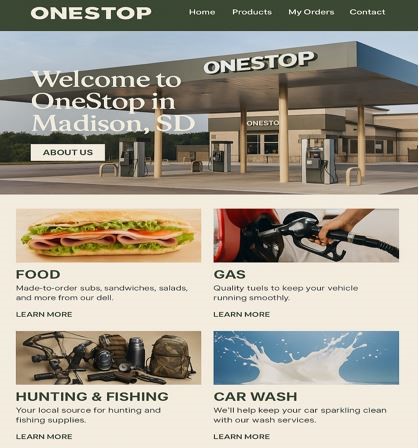 ONESTOP
Home Products My Orders Contact
ONESTOP
Welcome to
OneStop in
Madison, SD
ONESTOP
ABOUT US
FOOD
Made-to-order subs, sandwiches, salads,
and more from our dell.
LEARN MORE
GAS
Quality tuels to keep your vehicle
running smoothly.
LEARN MORE
HUNTING & FISHING
Your local source for hunting and
fishing supplies.
LEARN MORE
CAR WASH
We'll help keep your car sparkling clean
with our wash services.
LEARN MORE